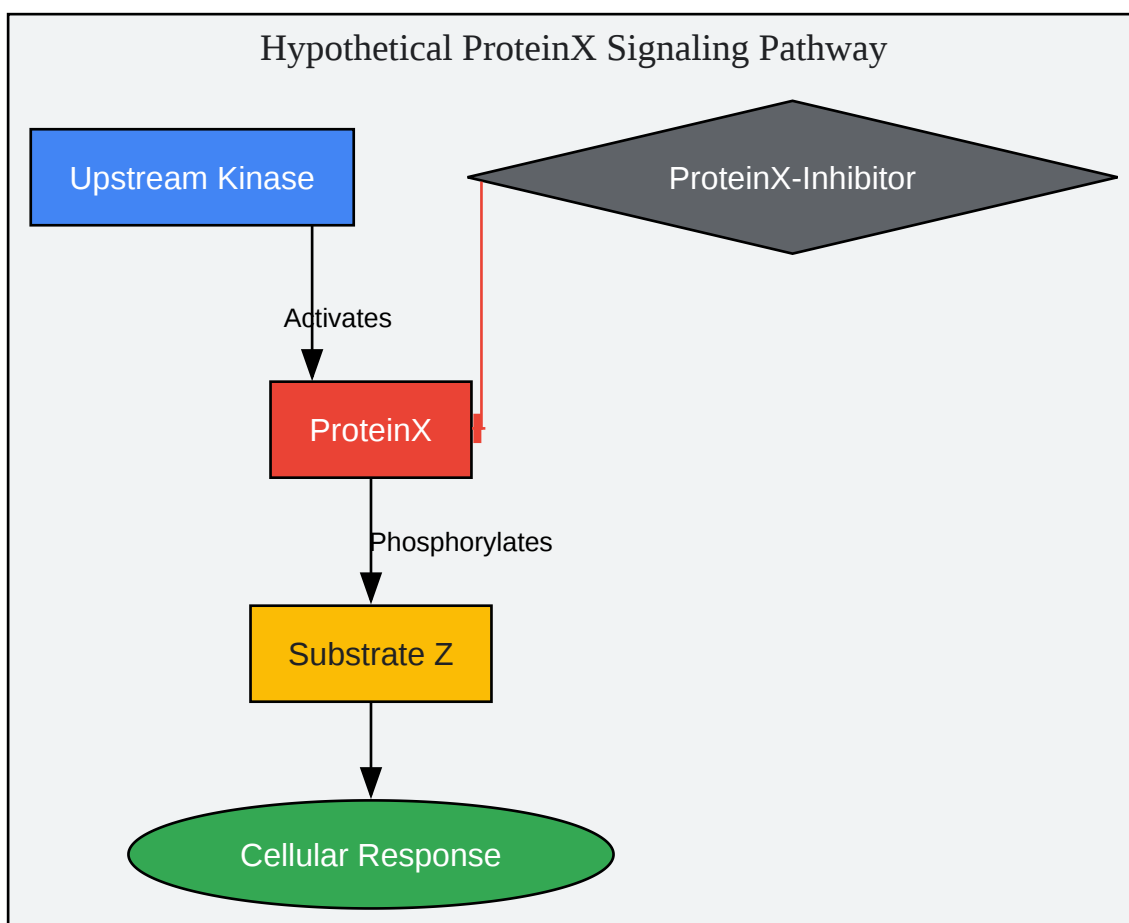 Hypothetical ProteinX Signaling Pathway
Upstream Kinase
ProteinX-Inhibitor
Activates
ProteinX
Phosphorylates
Substrate Z
Cellular Response